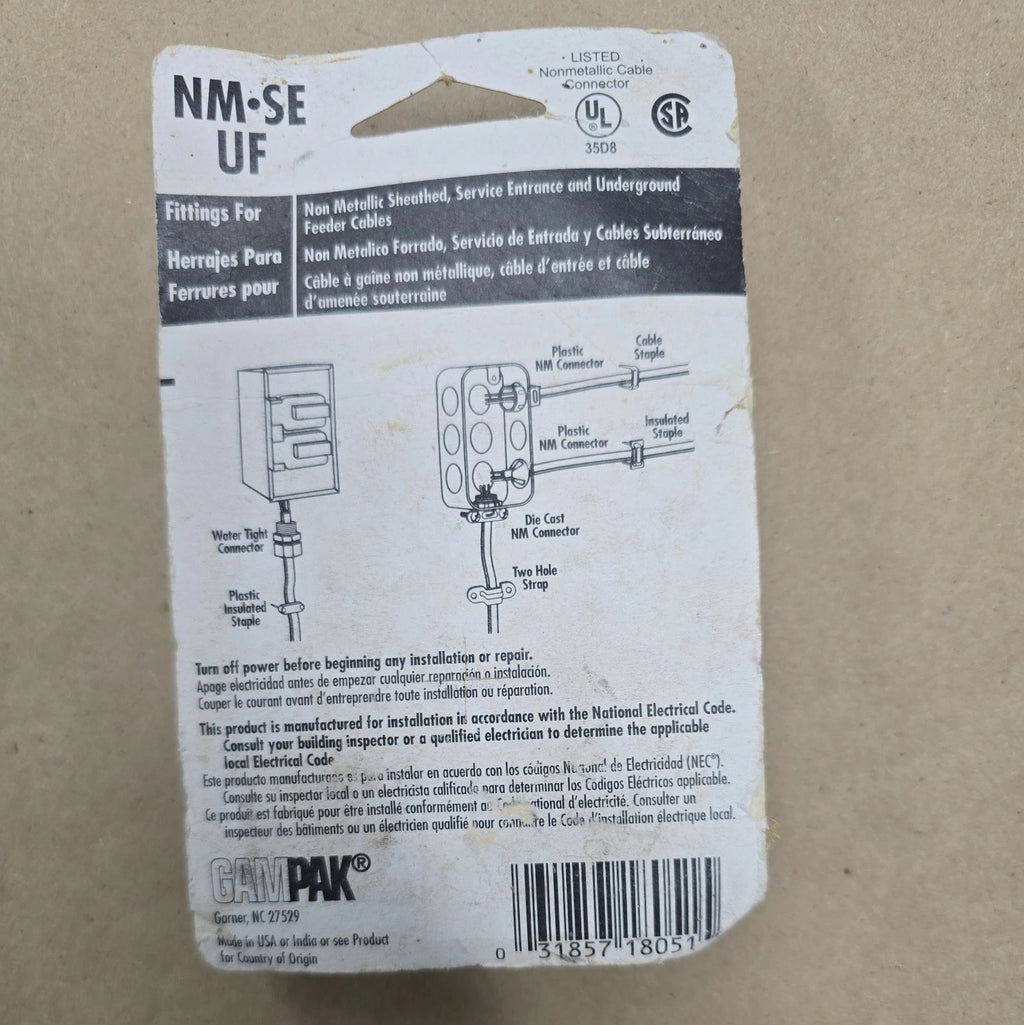 NM•SE
UF
• LISTED
Nonmetallic Cable
Connector
UL
®
SA
35D8
Fittings For
Non Metallic Sheathed, Service Entrance and Underground
Feeder Cables
Herrajes Para
Non Metalico Forrado, Servicio de Entrada y Cables Subterráneo
Ferrures pour
Câble à gaîne non métallique, câble d'entrée et câble
d'amenée souterraine
Plastic
NM Connector
Cable
Staple
Plastic
NM Connector
Insulated
Staple
Water Tight
Connector
Die Cast
NM Connector
Plastic
Insulated
Staple
Two Hole
Strap
Turn off power before beginning any installation or repair.
Apage electricidad antes de empezar cualquier reparación o instalación.
Couper le courant avant d'entreprendre toute installation ou réparation.
This product is manufactured for installation in accordance with the National Electrical Code.
Consult your building inspector or a qualified electrician to determine the applicable
local Electrical Code
Este producto manufacturado es para instalar en acuerdo con los códigos de Electricidad (NEC®).
Consulte su inspector local o un electricista calificado para determinar los Códigos Eléctricos applicable.
Ce produit est fabriqué pour être installé conformément au d'electricité. Consulter un
inspecteur des bâtiments ou un électricien qualifié pour le Code d'installation électrique local.
GAMPAK®
Garner, NC 27529
Made in USA or India or see Product
for Country of Origin
0 31857 18051